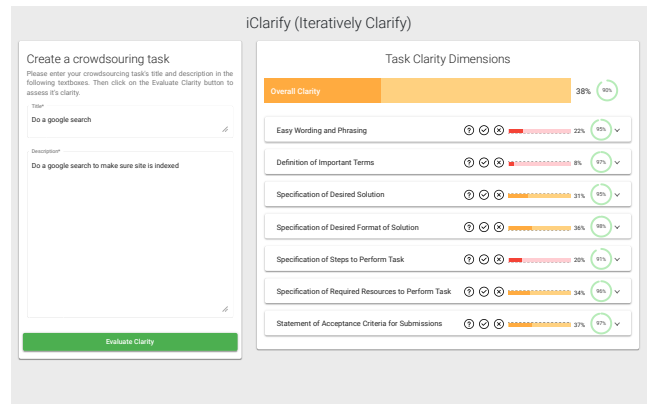 iClarify (Iteratively Clarify)
Create a crowdsouring task
Please enter your crowdsourcing task's title and description in the
following textboxes. Then click on the Evaluate Clarity button to
assess it's clarity.
Title*
Do a google search
Description*
Do a google search to make sure site is indexed
Evaluate Clarity
Task Clarity Dimensions
Overall Clarity 38% 90%
Easy Wording and Phrasing 22% 95%
Definition of Important Terms 8% 97%
Specification of Desired Solution 31% 95%
Specification of Desired Format of Solution 36% 98%
Specification of Steps to Perform Task 20% 91%
Specification of Required Resources to Perform Task 34% 96%
Statement of Acceptance Criteria for Submissions 37% 97%